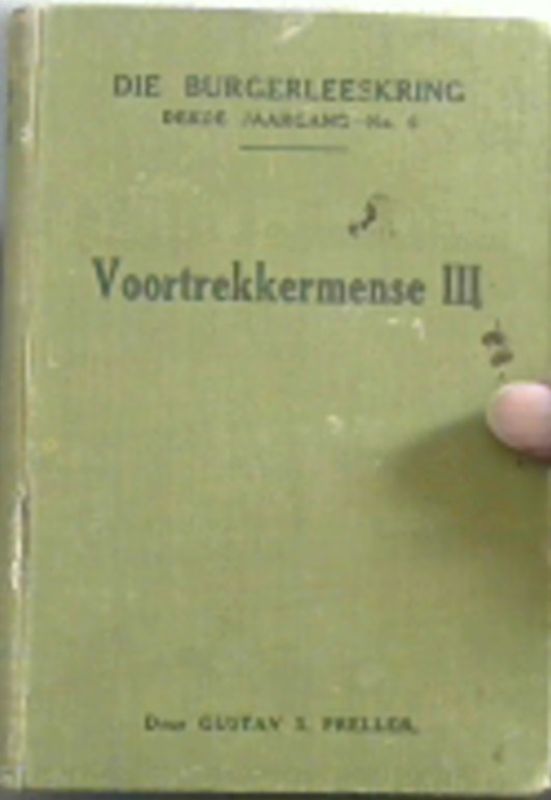 DIE BURGERLEESKRING
DERDE JAARGANG—No. 6
Voortrekkermense III
Deur GUSTAV S. PRELLER.